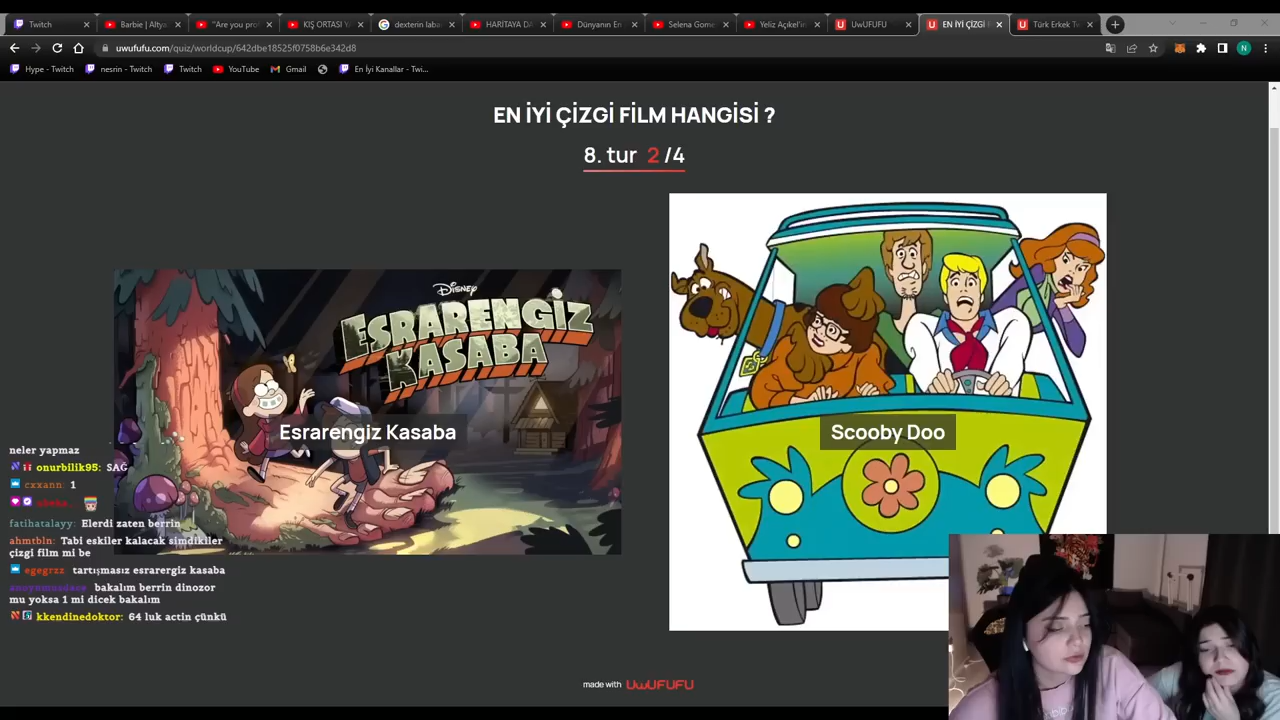 Twitch
Barbie | Altya
"Are you pro
KIŞ ORTASI Y
dexterin laba
HARİTAYA DA
Dünyanın En
Selena Gome
Yeliz Açıkel'in
UwUFUFU
EN İYİ ÇİZGİ
Türk Erkek Tw
uwufufu.com/quiz/worldcup/642dbe18525f0758b6e342d8
N
Hype - Twitch
nesrin - Twitch
Twitch
YouTube
Gmail
En İyi Kanallar - Twi...
EN İYİ ÇİZGİ FİLM HANGİSİ ?
8. tur 2 /4
DISNEY
ESRARENGİZ
KASABA
Esrarengiz Kasaba
Scooby Doo
neler yapmaz
onurbilik95: SAĞ
cxxann: 1
fatihatalayy: Elerdi zaten berrin
ahmtbln: Tabi eskiler kalacak simdikiler
çizgi film mi be
egegrzz: tartışmasız esrarengiz kasaba
bakalım berrin dinozor
mu yoksa 1 mi dicek bakalım
kkendinedoktor: 64 luk actin çünkü
made with UwUFUFU